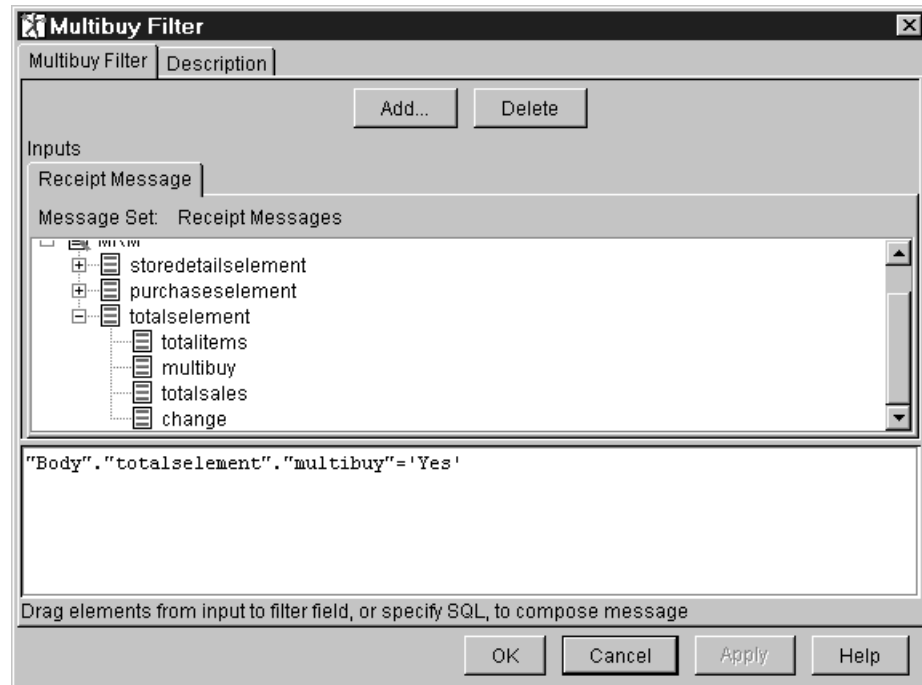 Multibuy Filter
Multibuy Filter Description
Add... Delete
Inputs
Receipt Message
Message Set: Receipt Messages
MRM
storedetailselement
purchaseselement
totalselement
totalitems
multibuy
totalsales
change
"Body"."totalselement"."multibuy"='Yes'
Drag elements from input to filter field, or specify SQL, to compose message
OK Cancel Apply Help